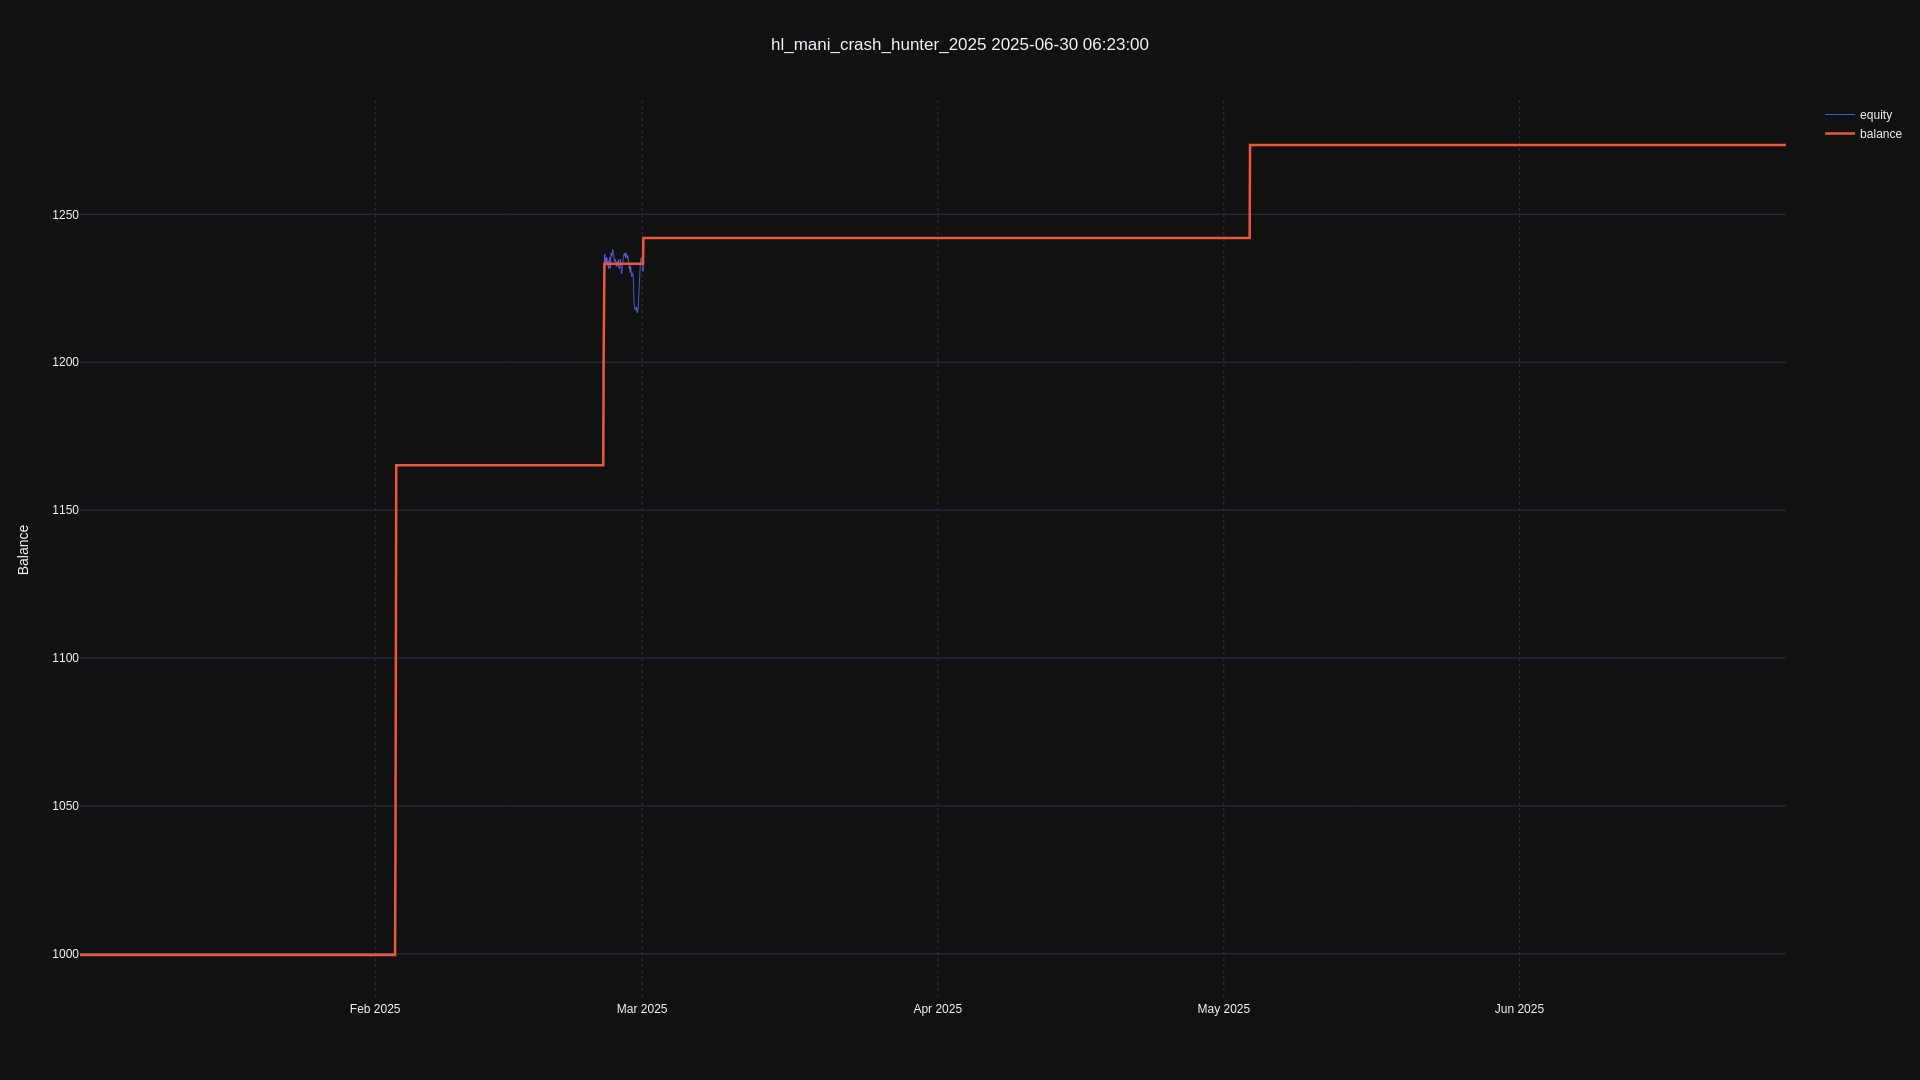 hl_mani_crash_hunter_2025 2025-06-30 06:23:00
equity
balance
Balance
1250
1200
1150
1100
1050
1000
Feb 2025
Mar 2025
Apr 2025
May 2025
Jun 2025